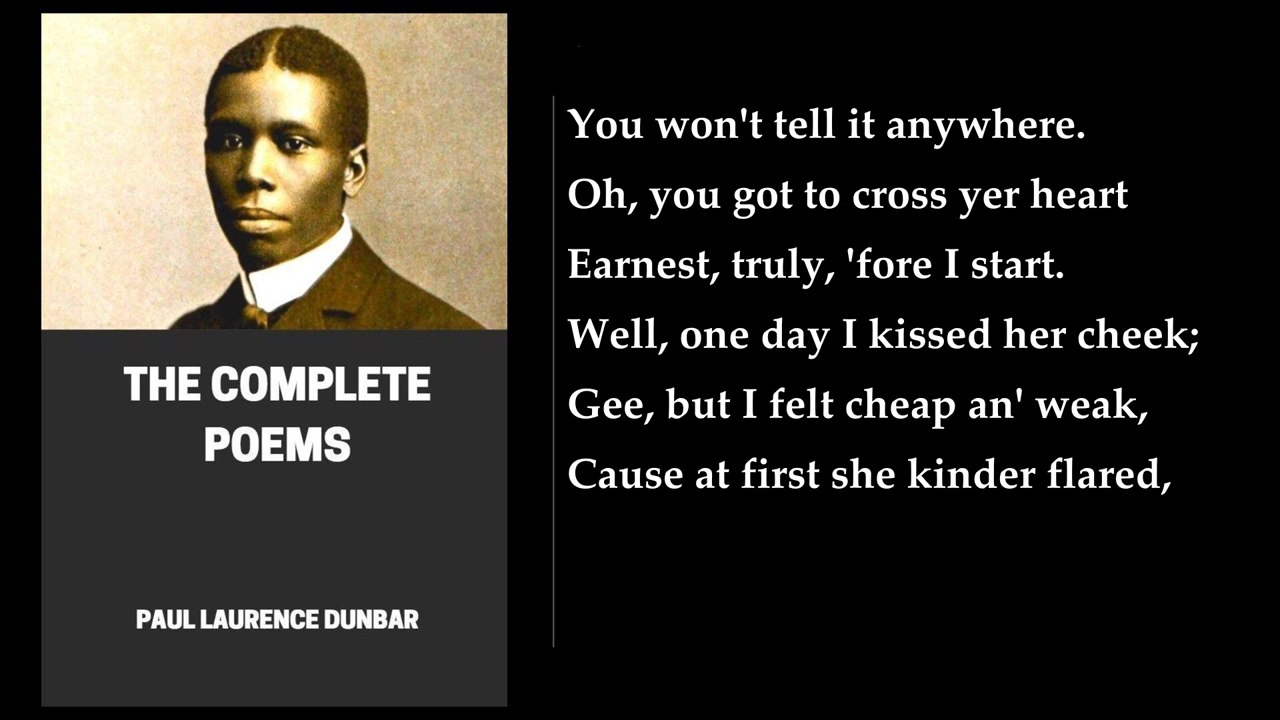 THE COMPLETE
POEMS
PAUL LAURENCE DUNBAR
You won't tell it anywhere.
Oh, you got to cross yer heart
Earnest, truly, 'fore I start.
Well, one day I kissed her cheek;
Gee, but I felt cheap an' weak,
Cause at first she kinder flared,